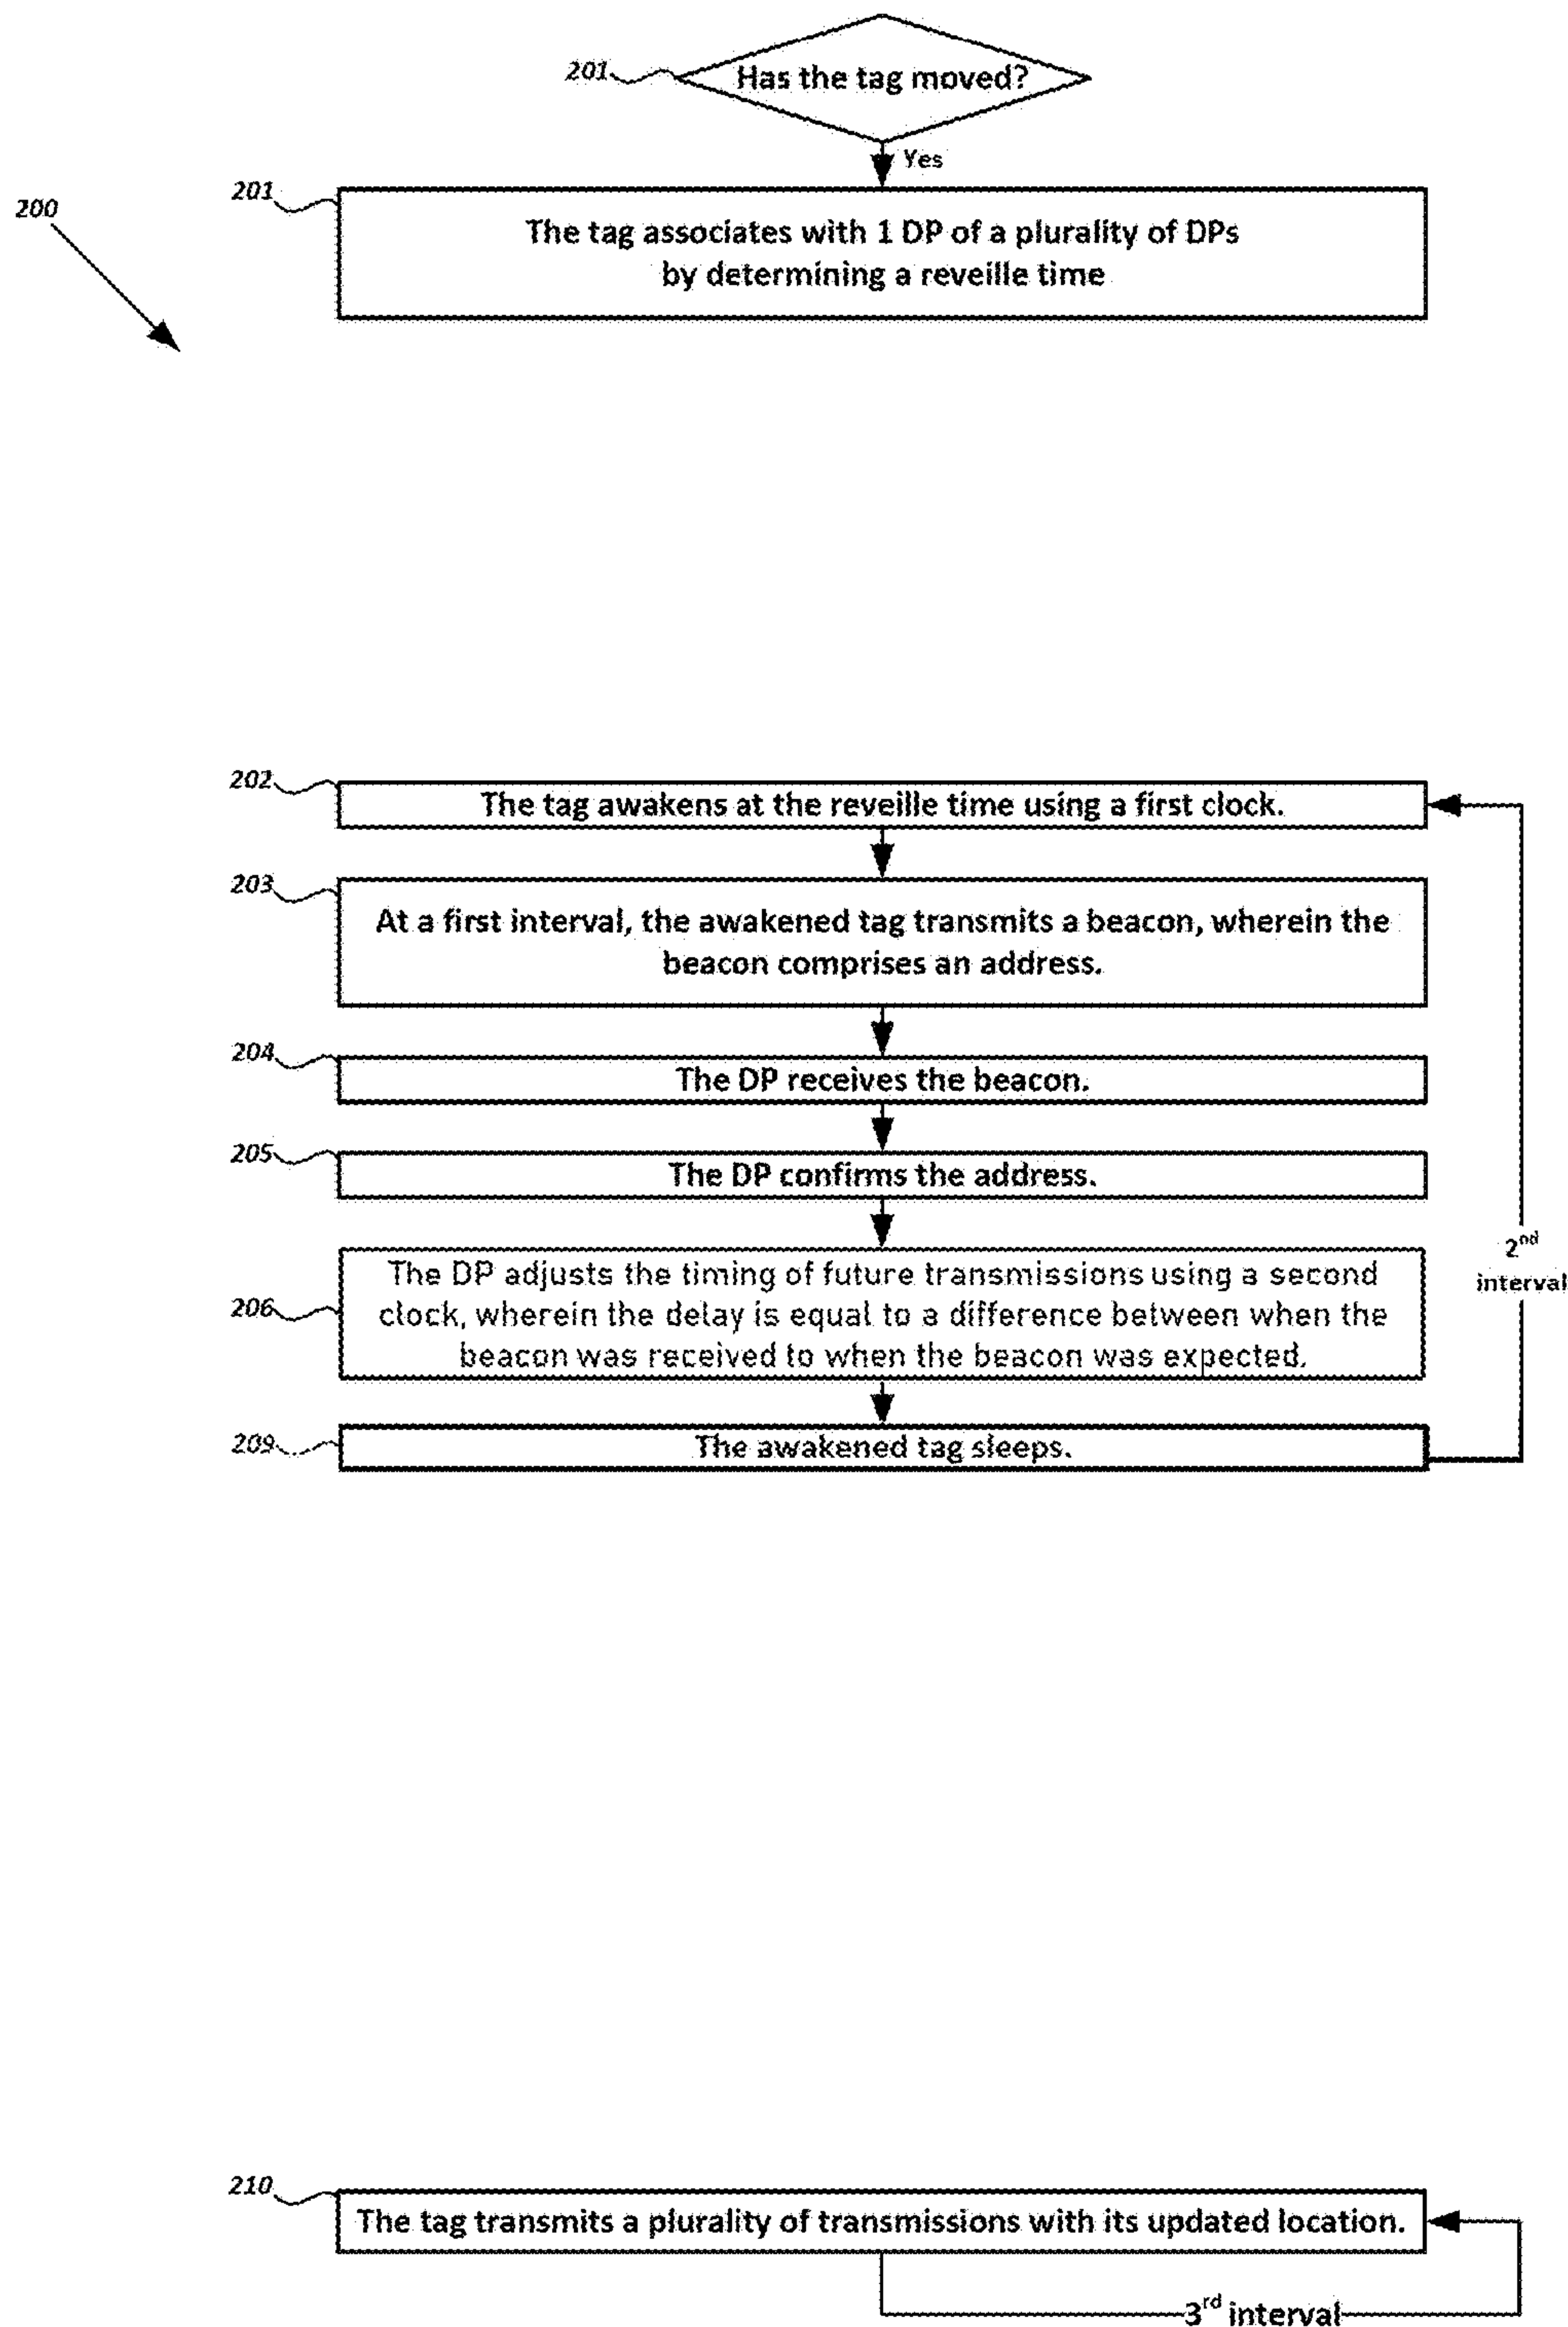 201
Has the tag moved?
Yes
200
201
The tag associates with 1 DP of a plurality of DPs
by determining a reveille time
202
The tag awakens at the reveille time using a first clock.
203
At a first interval, the awakened tag transmits a beacon, wherein the
beacon comprises an address.
204
The DP receives the beacon.
205
The DP confirms the address.
206
The DP adjusts the timing of future transmissions using a second
clock, wherein the delay is equal to a difference between when the
beacon was received to when the beacon was expected.
2nd
interval
209
The awakened tag sleeps.
210
The tag transmits a plurality of transmissions with its updated location.
3rd interval